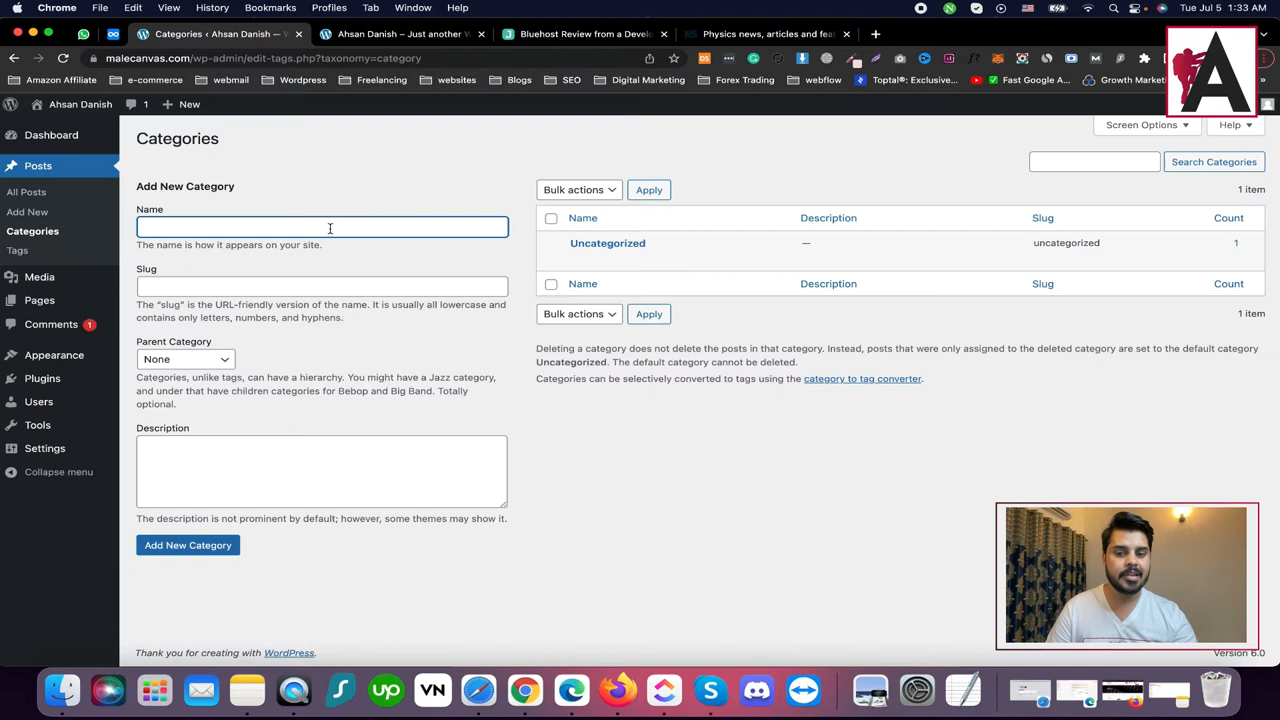 Chrome File Edit View History Bookmarks Profiles Tab Window Help Tue Jul 5 1:33 AM
Categories ‹ Ahsan Danish — W Ahsan Danish – Just another W Bluehost Review from a Develo Physics news, articles and fea
malecanvas.com/wp-admin/edit-tags.php?taxonomy=category
Amazon Affiliate e-commerce webmail Wordpress Freelancing websites Blogs SEO Digital Marketing Forex Trading webflow Toptal®: Exclusive... Fast Google A... Growth Market
A
Ahsan Danish 1 New
Dashboard
Posts
All Posts
Add New
Categories
Tags
Media
Pages
Comments 1
Appearance
Plugins
Users
Tools
Settings
Collapse menu
Screen Options Help
Categories
Search Categories
Add New Category
Name
The name is how it appears on your site.
Slug
The “slug” is the URL-friendly version of the name. It is usually all lowercase and
contains only letters, numbers, and hyphens.
Parent Category
None
Categories, unlike tags, can have a hierarchy. You might have a Jazz category,
and under that have children categories for Bebop and Big Band. Totally
optional.
Description
The description is not prominent by default; however, some themes may show it.
Add New Category
Bulk actions Apply 1 item
Name Description Slug Count
Uncategorized — uncategorized 1
Name Description Slug Count
Bulk actions Apply 1 item
Deleting a category does not delete the posts in that category. Instead, posts that were only assigned to the deleted category are set to the default category
Uncategorized. The default category cannot be deleted.
Categories can be selectively converted to tags using the category to tag converter.
Thank you for creating with WordPress. Version 6.0
up VN